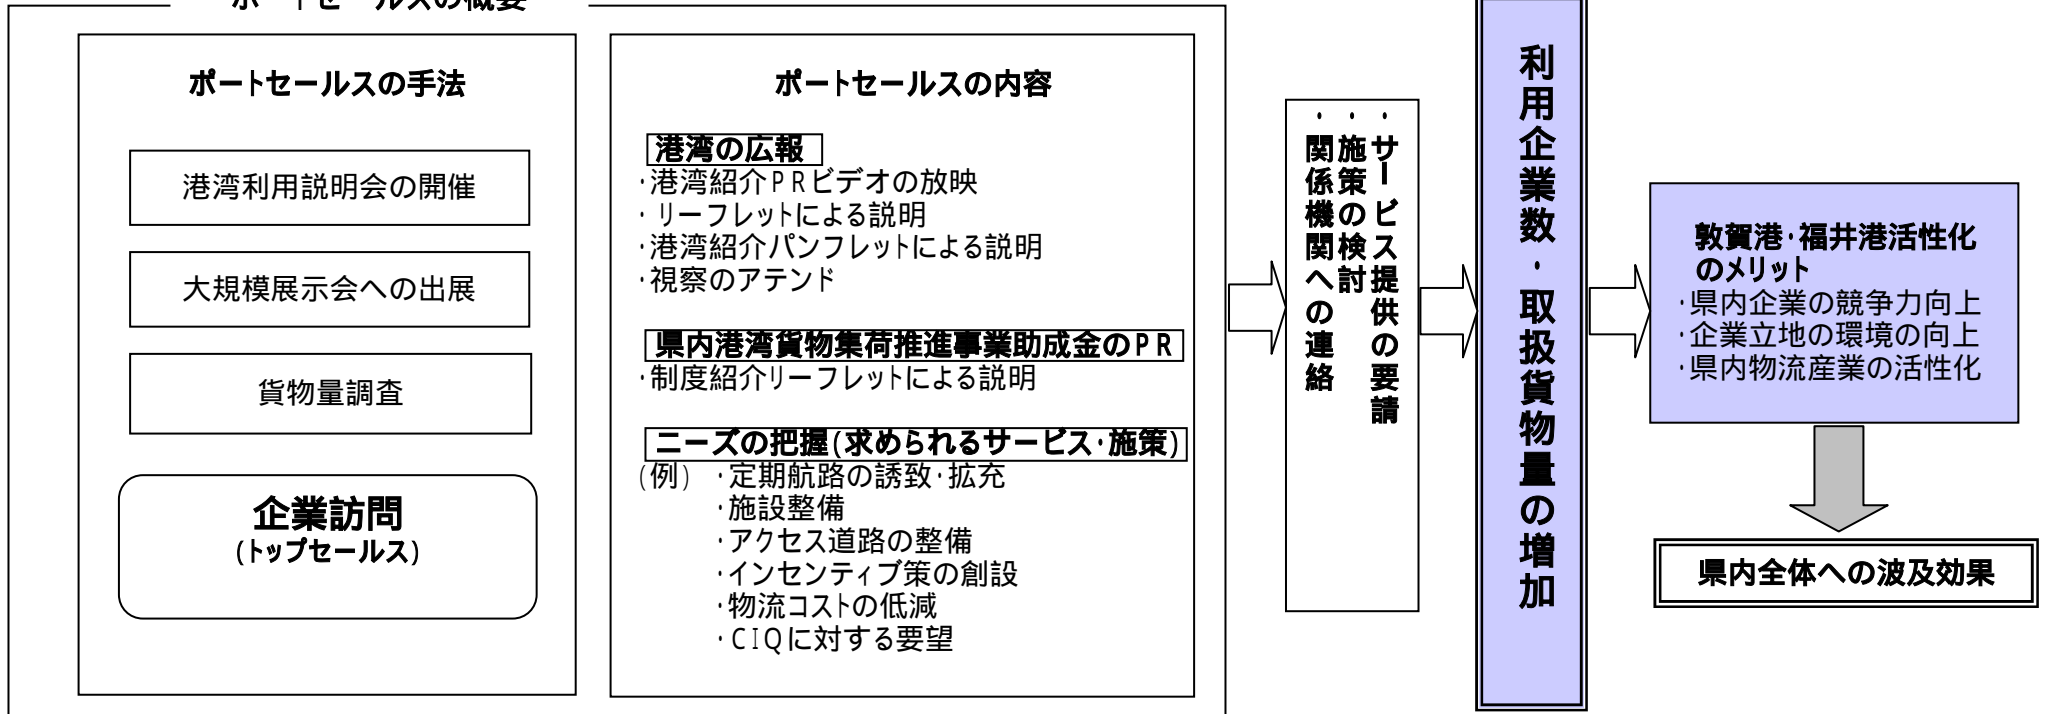 ポートセールスの概要
ポートセールスの手法
港湾利用説明会の開催
大規模展示会への出展
貨物量調査
企業訪問
(トップセールス)
ポートセールスの内容
港湾の広報
・港湾紹介PRビデオの放映
・リーフレットによる説明
・港湾紹介パンフレットによる説明
・視察のアテンド
県内港湾貨物集荷推進事業助成金のPR
・制度紹介リーフレットによる説明
ニーズの把握(求められるサービス・施策)
(例) ・定期航路の誘致・拡充
・施設整備
・アクセス道路の整備
・インセンティブ策の創設
・物流コストの低減
・CIQに対する要望
・サービス提供の要請
・施策の検討
・関係機関への連絡
利用企業数・取扱貨物量の増加
敦賀港・福井港活性化
のメリット
・県内企業の競争力向上
・企業立地の環境の向上
・県内物流産業の活性化
県内全体への波及効果